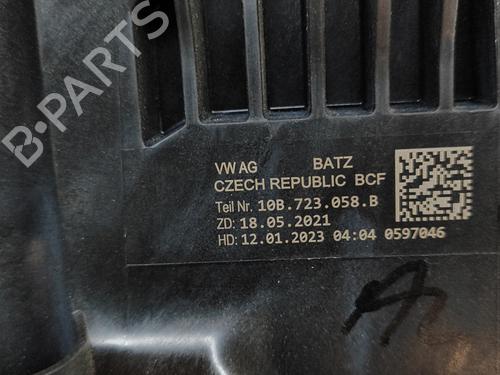 B-PARTS
VW AG BATZ
CZECH REPUBLIC BCF
Teil Nr. 10B.723.058.B
ZD: 18.05.2021
HD: 12.01.2023 04:04 0597046